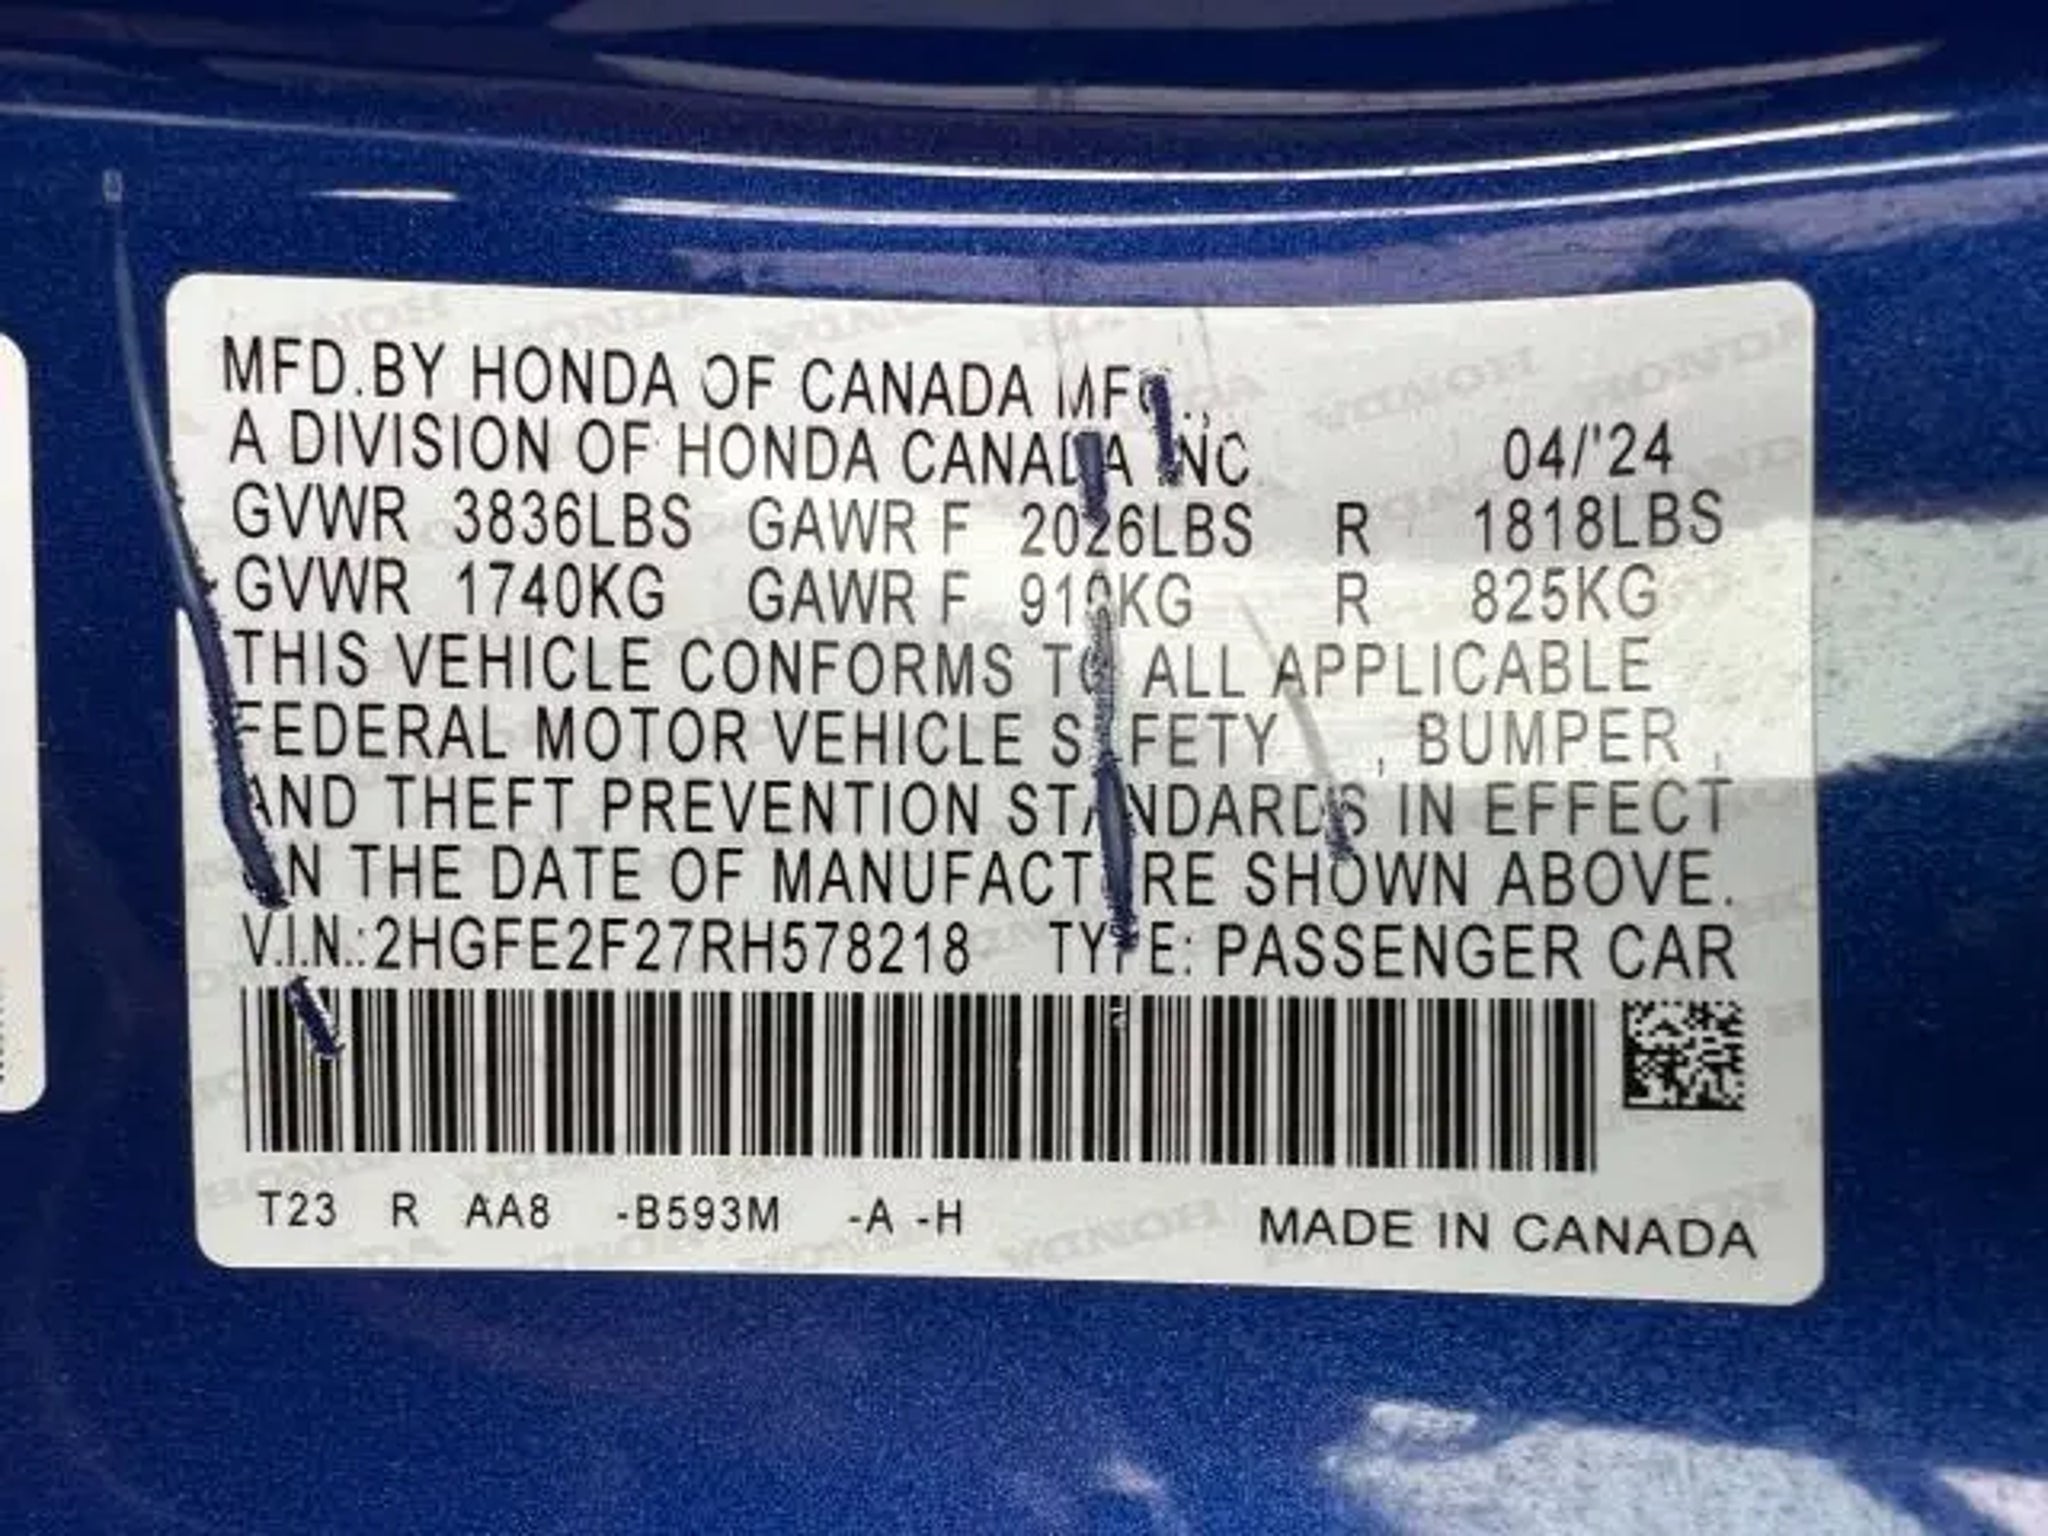 MFD.BY HONDA OF CANADA MFG.,
A DIVISION OF HONDA CANADA INC. 04/'24
GVWR 3836LBS GAWR F 2026LBS R 1818LBS
GVWR 1740KG GAWR F 919KG R 825KG
THIS VEHICLE CONFORMS TO ALL APPLICABLE
FEDERAL MOTOR VEHICLE SAFETY , BUMPER ,
AND THEFT PREVENTION STANDARDS IN EFFECT
ON THE DATE OF MANUFACTURE SHOWN ABOVE.
V.I.N.:2HGFE2F27RH578218 TYPE: PASSENGER CAR
T23 R AA8 -B593M -A -H MADE IN CANADA